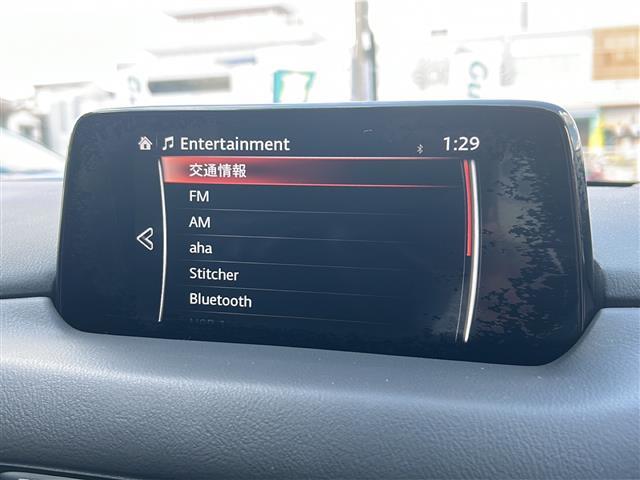 Entertainment
1:29
交通情報
FM
AM
aha
Stitcher
Bluetooth